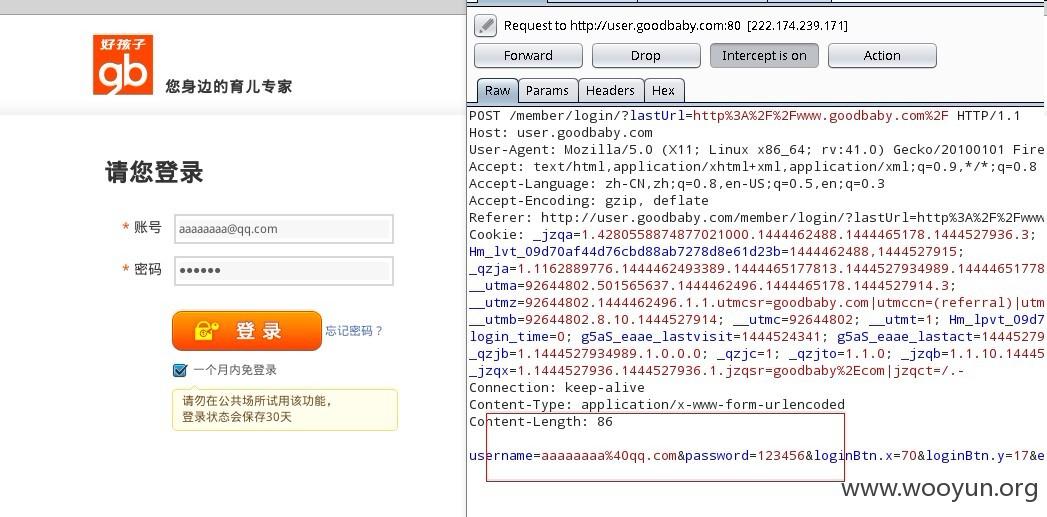 好孩子
gb
您身边的育儿专家
请您登录
* 账号 aaaaaaaa@qq.com
* 密码 ••••••
登 录 忘记密码？
一个月内免登录
请勿在公共场所试用该功能，
登录状态会保存30天
Request to http://user.goodbaby.com:80 [222.174.239.171]
Forward Drop Intercept is on Action
Raw Params Headers Hex
POST /member/login/?lastUrl=http%3A%2F%2Fwww.goodbaby.com%2F HTTP/1.1
Host: user.goodbaby.com
User-Agent: Mozilla/5.0 (X11; Linux x86_64; rv:41.0) Gecko/20100101 Fire
Accept: text/html,application/xhtml+xml,application/xml;q=0.9,*/*;q=0.8
Accept-Language: zh-CN,zh;q=0.8,en-US;q=0.5,en;q=0.3
Accept-Encoding: gzip, deflate
Referer: http://user.goodbaby.com/member/login/?lastUrl=http%3A%2F%2Fwww
Cookie: _jzqa=1.4280558874877021000.1444462488.1444465178.1444527936.3;
Hm_lvt_09d70af44d76cbd88ab7278d8e61d23b=1444462488,1444527915;
_qzja=1.1162889776.1444462493389.1444465177813.1444527934989.14444651778
__utma=92644802.501565637.1444462496.1444465178.1444527914.3;
__utmz=92644802.1444462496.1.1.utmcsr=goodbaby.com|utmccn=(referral)|utm
__utmb=92644802.8.10.1444527914; __utmc=92644802; __utmt=1; Hm_lpvt_09d7
login_time=0; g5aS_eaae_lastvisit=1444524341; g5aS_eaae_lastact=14445279
_qzjb=1.1444527934989.1.0.0.0; _qzjc=1; _qzjto=1.1.0; _jzqb=1.1.10.14445
_jzqx=1.1444527936.1444527936.1.jzqsr=goodbaby%2Ecom|jzqct=/.-
Connection: keep-alive
Content-Type: application/x-www-form-urlencoded
Content-Length: 86
username=aaaaaaaa%40qq.com&password=123456&loginBtn.x=70&loginBtn.y=17&e
www.wooyun.org